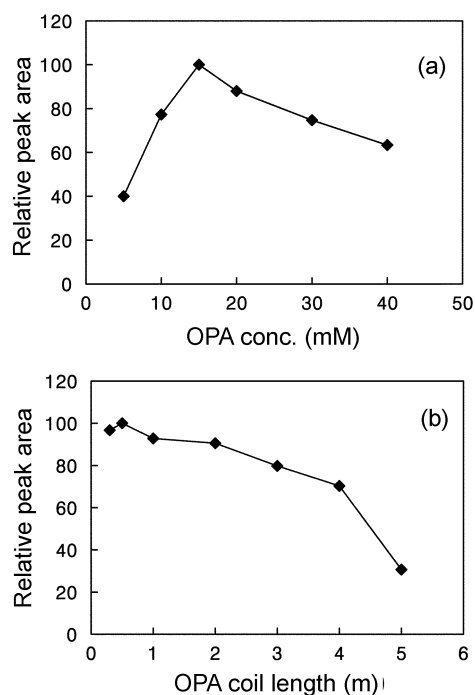 120
100
80
60
40
20
0
(a)
Relative peak area
0 10 20 30 40 50
OPA conc. (mM)
120
100
80
60
40
20
0
(b)
Relative peak area
0 1 2 3 4 5 6
OPA coil length (m)